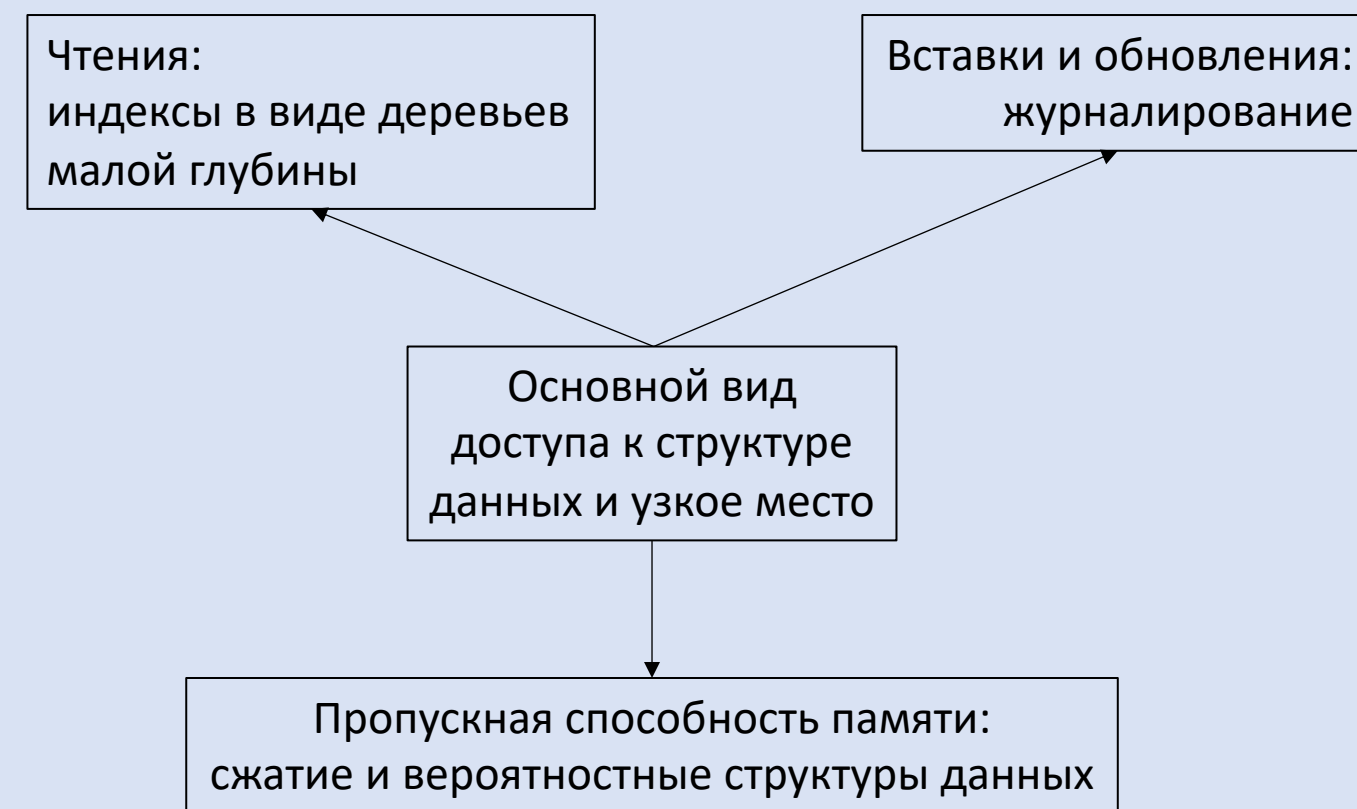 Чтения:
индексы в виде деревьев
малой глубины
Вставки и обновления:
журналирование
Основной вид
доступа к структуре
данных и узкое место
Пропускная способность памяти:
сжатие и вероятностные структуры данных